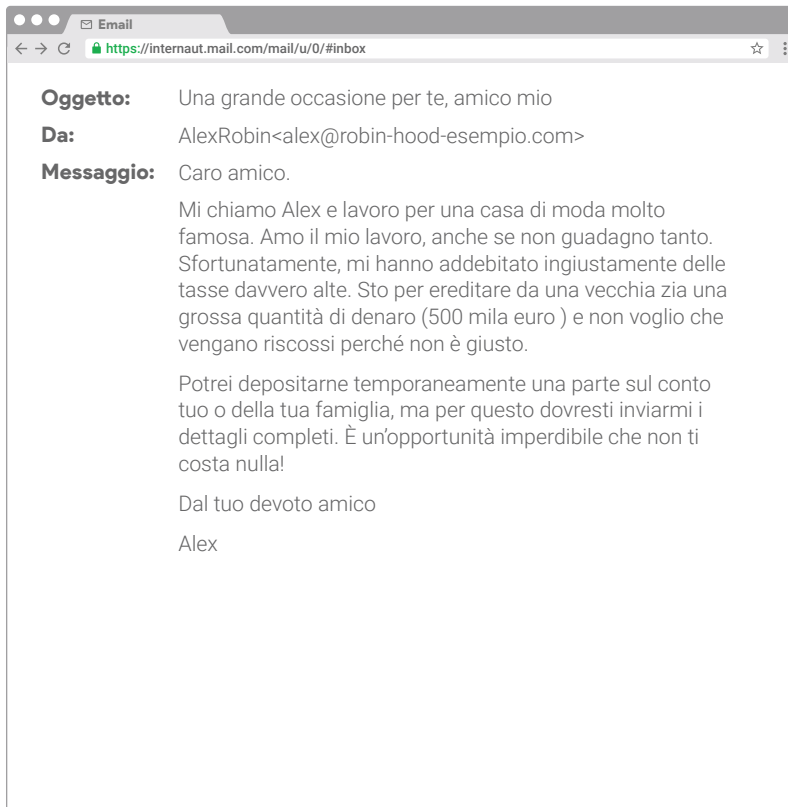 Email
https://internaut.mail.com/mail/u/0/#inbox
Oggetto: Una grande occasione per te, amico mio
Da: AlexRobin<alex@robin-hood-esempio.com>
Messaggio: Caro amico.
Mi chiamo Alex e lavoro per una casa di moda molto
famosa. Amo il mio lavoro, anche se non guadagno tanto.
Sfortunatamente, mi hanno addebitato ingiustamente delle
tasse davvero alte. Sto per ereditare da una vecchia zia una
grossa quantità di denaro (500 mila euro ) e non voglio che
vengano riscossi perché non è giusto.
Potrei depositarne temporaneamente una parte sul conto
tuo o della tua famiglia, ma per questo dovresti inviarmi i
dettagli completi. È un’opportunità imperdibile che non ti
costa nulla!
Dal tuo devoto amico
Alex